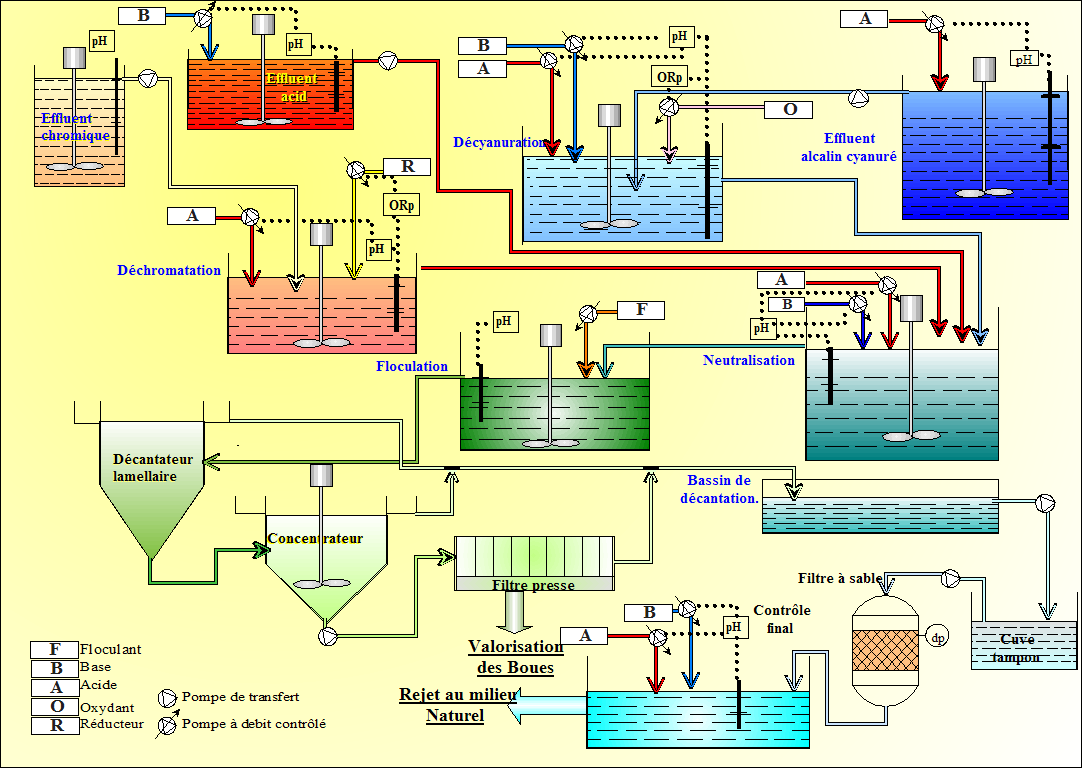 B
A
pH
pH
Effluent
acid
Effluent
chromique
B
A
pH
ORp
O
pH
Décyanuration
Effluent
alcalin cyanuré
R
ORp
A
pH
Déchromatation
A
B
pH
F
pH
Floculation
Neutralisation
Décantateur
lamellaire
Bassin de
décantation.
Concentrateur
Filtre presse
Filtre à sable
Valorisation
des Boues
B
A
pH
Contrôle
final
dp
Cuve
tampon
Rejet au milieu
Naturel
F Floculant
B Base
A Acide
O Oxydant
R Réducteur
Pompe de transfert
Pompe à debit contrôlé